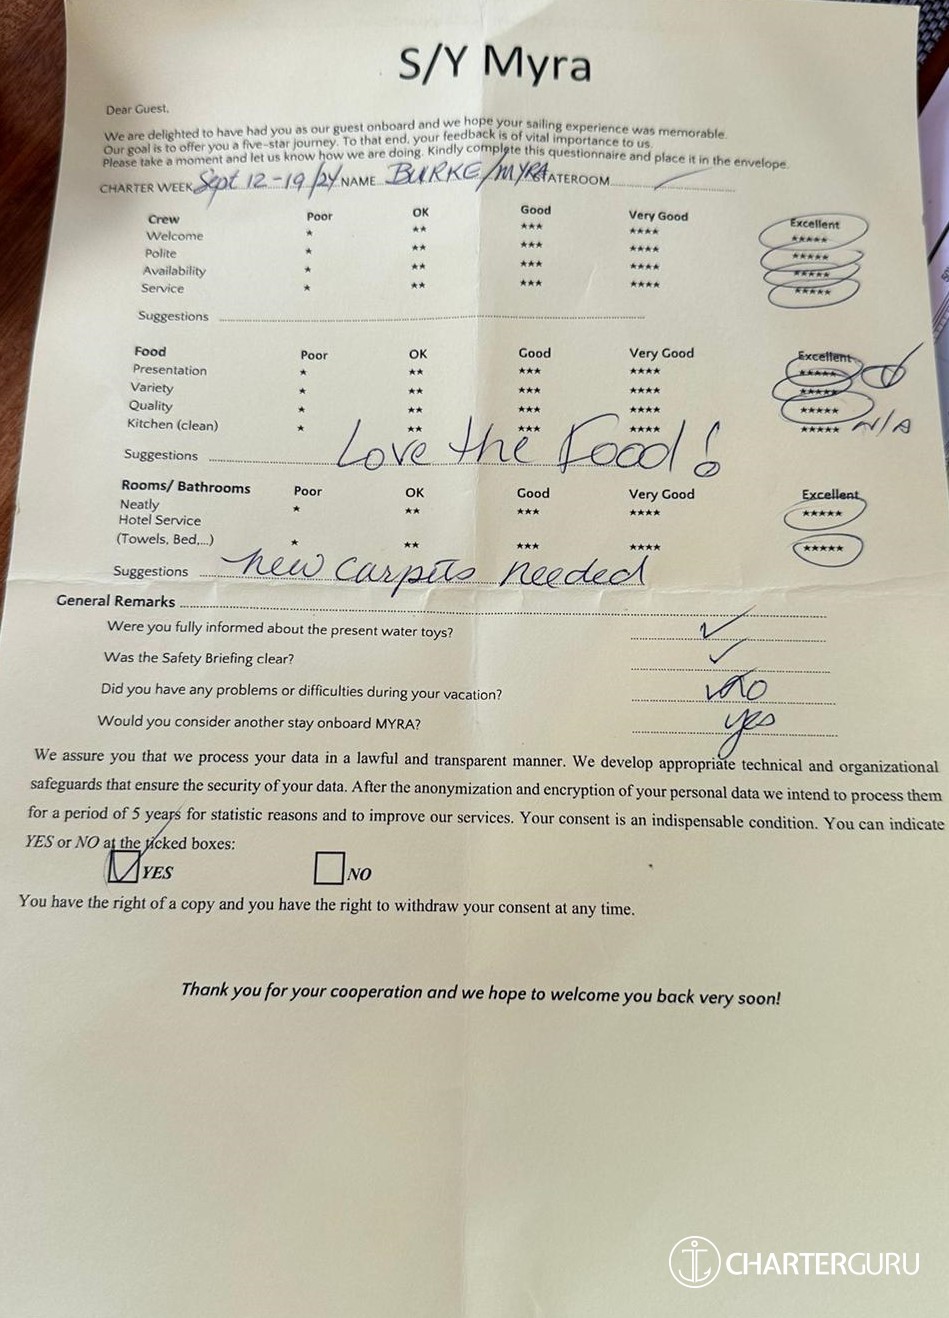 S/Y Myra
Dear Guest,
We are delighted to have had you as our guest onboard and we hope your sailing experience was memorable.
Our goal is to offer you a five-star journey. To that end, your feedback is of vital importance to us.
Please take a moment and let us know how we are doing. Kindly complete this questionnaire and place it in the envelope.
CHARTER WEEK Sept 12-19/24 NAME BURKE/MYRA STATEROOM
Crew Poor OK Good Very Good Excellent
Welcome * ** *** **** *****
Polite * ** *** **** *****
Availability * ** *** **** *****
Service * ** *** **** *****
Suggestions
Food Poor OK Good Very Good Excellent
Presentation * ** *** **** *****
Variety * ** *** **** *****
Quality * ** *** **** *****
Kitchen (clean) * ** *** **** ***** N/A
Suggestions Love the Food!
Rooms/ Bathrooms Poor OK Good Very Good Excellent
Neatly * ** *** **** *****
Hotel Service
(Towels, Bed,...) * ** *** **** *****
Suggestions new carpets needed
General Remarks
Were you fully informed about the present water toys? ✓
Was the Safety Briefing clear? ✓
Did you have any problems or difficulties during your vacation? No
Would you consider another stay onboard MYRA? yes
We assure you that we process your data in a lawful and transparent manner. We develop appropriate technical and organizational
safeguards that ensure the security of your data. After the anonymization and encryption of your personal data we intend to process them
for a period of 5 years for statistic reasons and to improve our services. Your consent is an indispensable condition. You can indicate
YES or NO at the ticked boxes:
YES NO
You have the right of a copy and you have the right to withdraw your consent at any time.
Thank you for your cooperation and we hope to welcome you back very soon!
CHARTERGURU